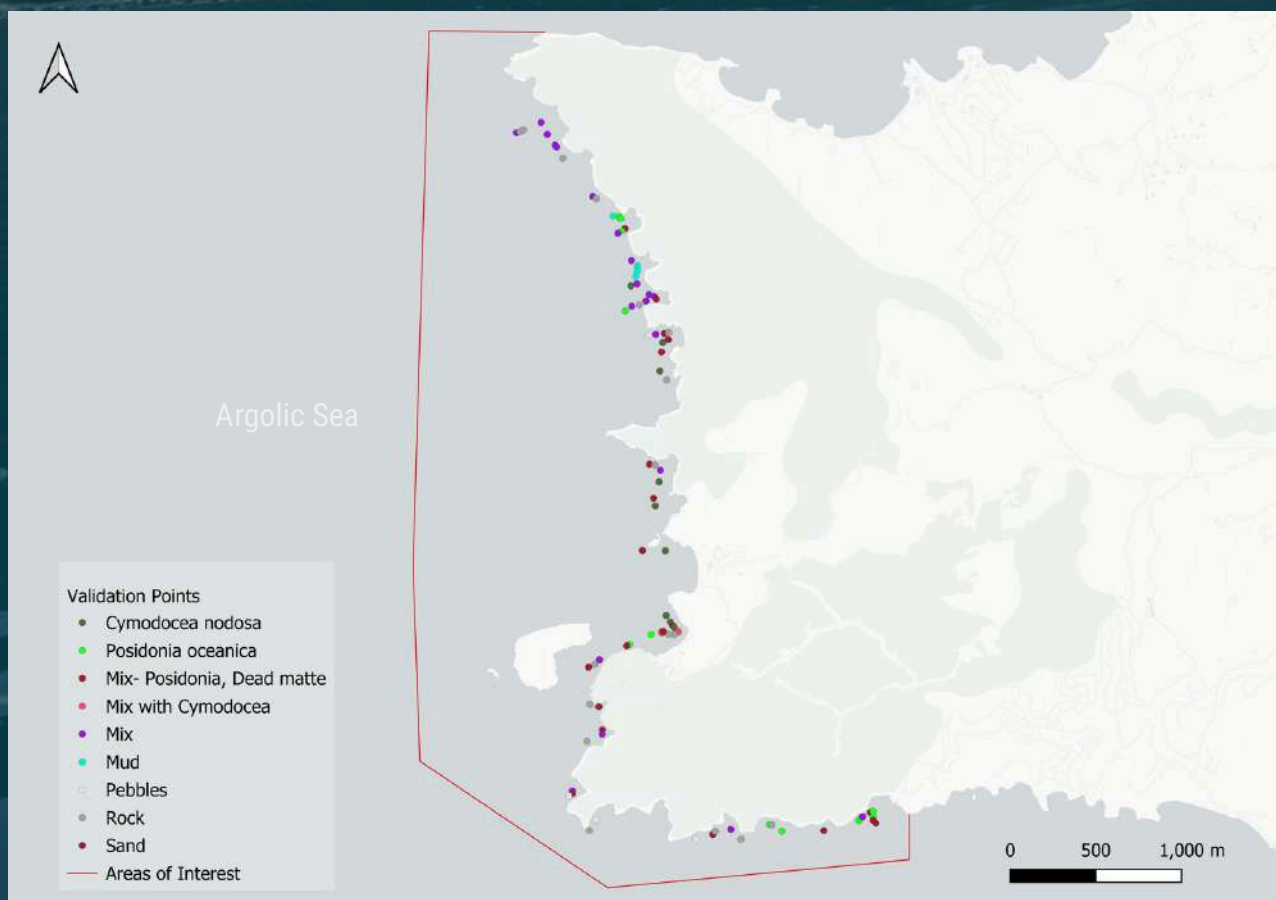 Argolic Sea
Validation Points
Cymodocea nodosa
Posidonia oceanica
Mix- Posidonia, Dead matte
Mix with Cymodocea
Mix
Mud
Pebbles
Rock
Sand
Areas of Interest
0 500 1,000 m